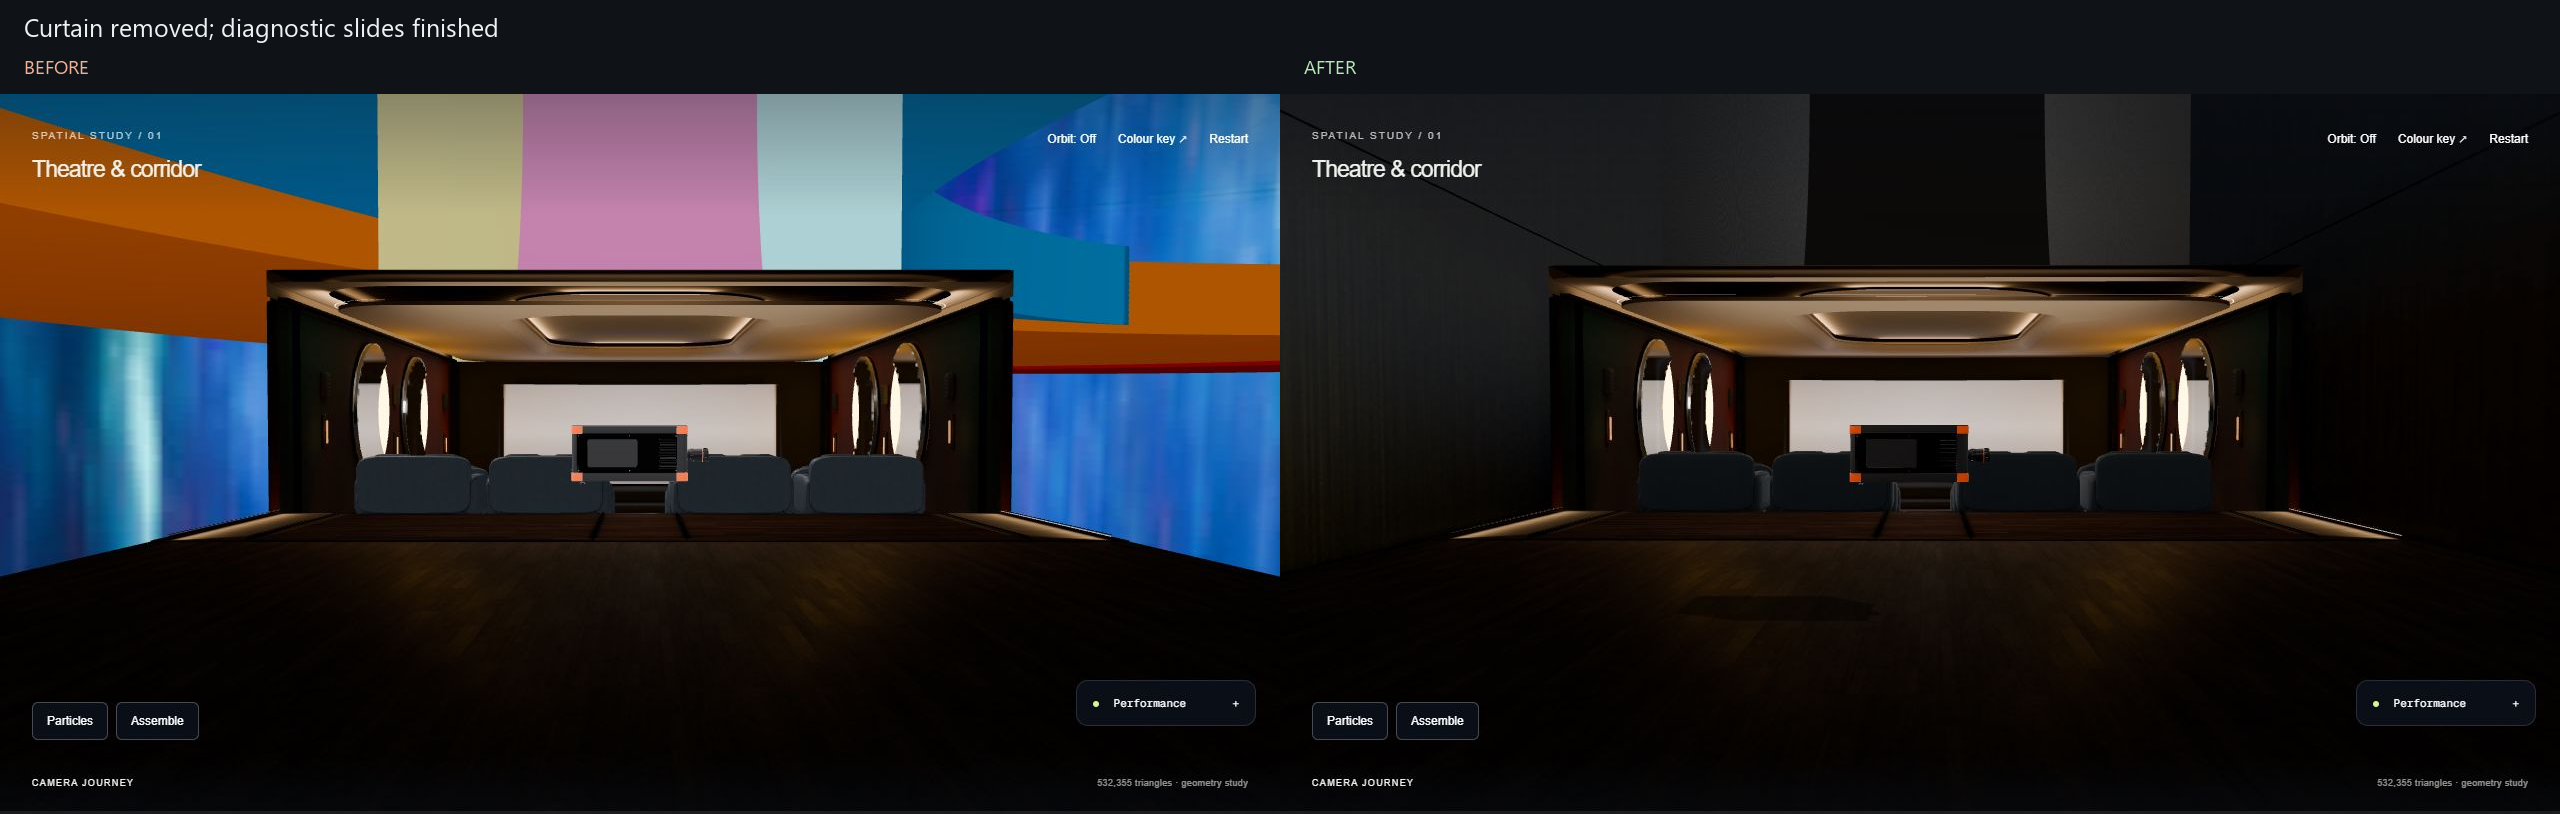 Curtain removed; diagnostic slides finished
BEFORE
SPATIAL STUDY / 01
Orbit: Off Colour key ↗ Restart
Theatre & corridor
Performance +
Particles Assemble
CAMERA JOURNEY
532,355 triangles · geometry study
AFTER
SPATIAL STUDY / 01
Orbit: Off Colour key ↗ Restart
Theatre & corridor
Performance +
Particles Assemble
CAMERA JOURNEY
532,355 triangles · geometry study